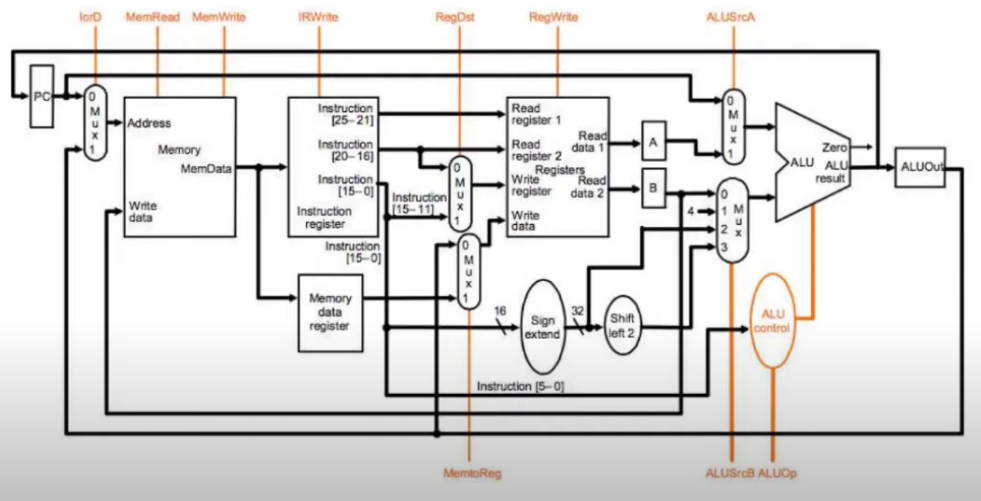 IorD MemRead MemWrite IRWrite RegDst RegWrite ALUSrcA
PC
0
M
u
x
1
Address
Memory
MemData
Write
data
Instruction
[25–21]
Instruction
[20–16]
Instruction
[15–0]
Instruction
register
Instruction
[15–0]
Memory
data
register
Instruction
[15–11]
0
M
u
x
1
0
M
u
x
1
Read
register 1
Read
register 2
Registers
Write
register
Write
data
Read
data 1
Read
data 2
A
B
4
0
M
u
x
1
0
1
2
3
M
u
x
Zero
ALU
ALU
result
ALUOut
16
Sign
extend
32
Shift
left 2
ALU
control
Instruction [5–0]
MemtoReg ALUSrcB ALUOp